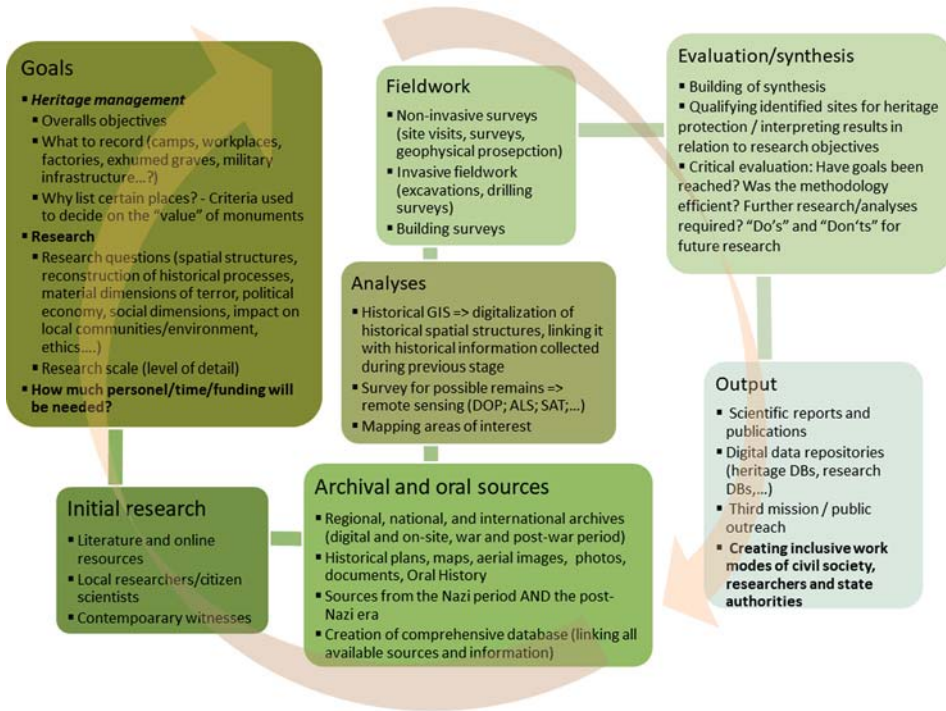 Goals
▪ Heritage management
▪ Overalls objectives
▪ What to record (camps, workplaces,
factories, exhumed graves, military
infrastructure...?)
▪ Why list certain places? - Criteria used
to decide on the “value” of monuments
▪ Research
▪ Research questions (spatial structures,
reconstruction of historical processes,
material dimensions of terror, political
economy, social dimensions, impact on
local communities/environment,
ethics.....)
▪ Research scale (level of detail)
▪ How much personel/time/funding will
be needed?
Initial research
▪ Literature and online
resources
▪ Local researchers/citizen
scientists
▪ Contempoarary witnesses
Archival and oral sources
▪ Regional, national, and international archives
(digital and on-site, war and post-war period)
▪ Historical plans, maps, aerial images, photos,
documents, Oral History
▪ Sources from the Nazi period AND the post-
Nazi era
▪ Creation of comprehensive database (linking all
available sources and information)
Analyses
▪ Historical GIS => digitalization of
historical spatial structures, linking it
with historical information collected
during previous stage
▪ Survey for possible remains =>
remote sensing (DOP; ALS; SAT;...)
▪ Mapping areas of interest
Fieldwork
▪ Non-invasive surveys
(site visits, surveys,
geophysical prosepction)
▪ Invasive fieldwork
(excavations, drilling
surveys)
▪ Building surveys
Evaluation/synthesis
▪ Building of synthesis
▪ Qualifying identified sites for heritage
protection / interpreting results in
relation to research objectives
▪ Critical evaluation: Have goals been
reached? Was the methodology
efficient? Further research/analyses
required? “Do’s” and “Don‘ts” for
future research
Output
▪ Scientific reports and
publications
▪ Digital data repositories
(heritage DBs, research
DBs,...)
▪ Third mission / public
outreach
▪ Creating inclusive work
modes of civil society,
researchers and state
authorities